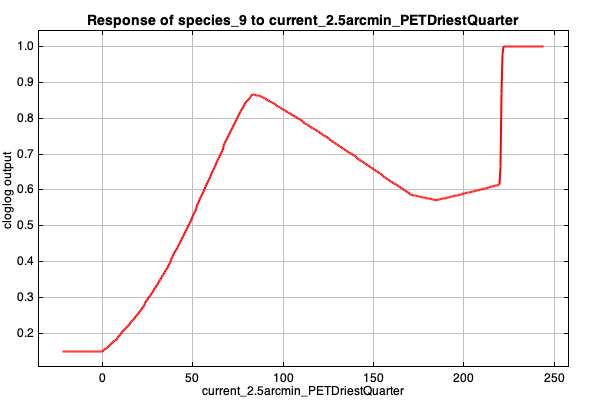 Response of species_9 to current_2.5arcmin_PETDriestQuarter
cloglog output
1.0
0.9
0.8
0.7
0.6
0.5
0.4
0.3
0.2
0 50 100 150 200 250
current_2.5arcmin_PETDriestQuarter